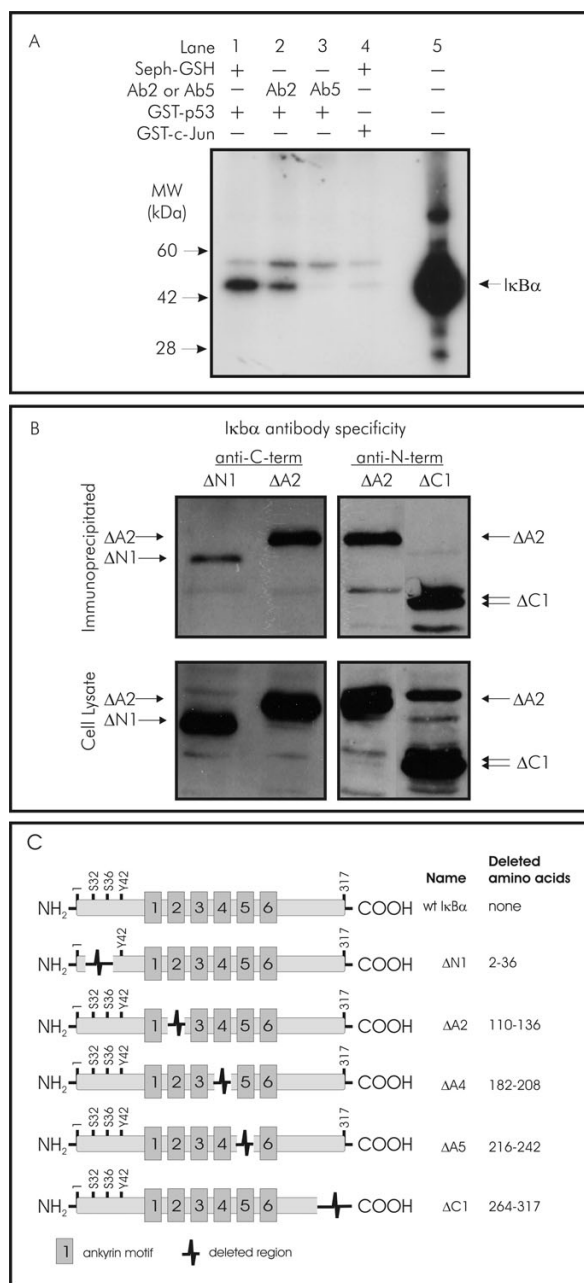 A
Lane 1 2 3 4 5
Seph-GSH + — — + —
Ab2 or Ab5 — Ab2 Ab5 — —
GST-p53 + + + — —
GST-c-Jun — — — + —
MW
(kDa)
60
42
28
IκBα
B
Iκbα antibody specificity
anti-C-term anti-N-term
ΔN1 ΔA2 ΔA2 ΔC1
Immunoprecipitated
ΔA2
ΔN1
ΔA2
ΔC1
Cell Lysate
ΔA2
ΔN1
ΔA2
ΔC1
C
Name Deleted amino acids
1 S32 S36 Y42 317
NH2 1 2 3 4 5 6 COOH wt IκBα none
1 Y42 317
NH2 1 2 3 4 5 6 COOH ΔN1 2-36
1 S32 S36 Y42 317
NH2 1 3 4 5 6 COOH ΔA2 110-136
1 S32 S36 Y42 317
NH2 1 2 3 5 6 COOH ΔA4 182-208
1 S32 S36 Y42 317
NH2 1 2 3 4 6 COOH ΔA5 216-242
1 S32 S36 Y42
NH2 1 2 3 4 5 6 COOH ΔC1 264-317
1 ankyrin motif deleted region